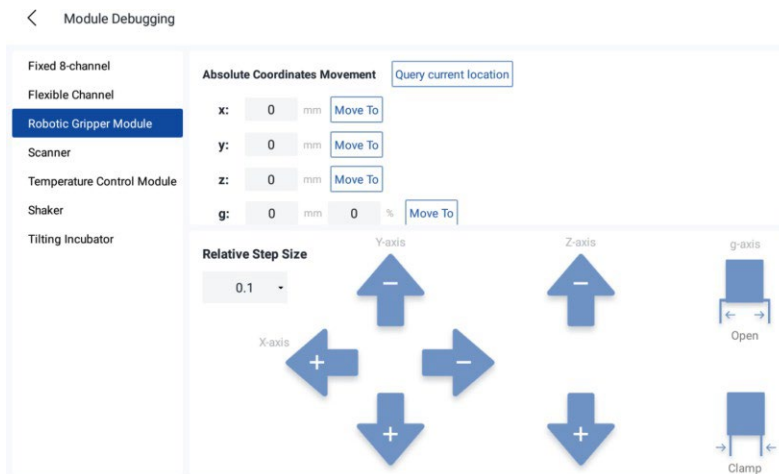 Module Debugging
Fixed 8-channel
Flexible Channel
Robotic Gripper Module
Scanner
Temperature Control Module
Shaker
Tilting Incubator
Absolute Coordinates Movement Query current location
x: 0 mm Move To
y: 0 mm Move To
z: 0 mm Move To
g: 0 mm 0 % Move To
Relative Step Size
0.1
Y-axis
−
X-axis
+
−
+
Z-axis
−
+
g-axis
Open
Clamp